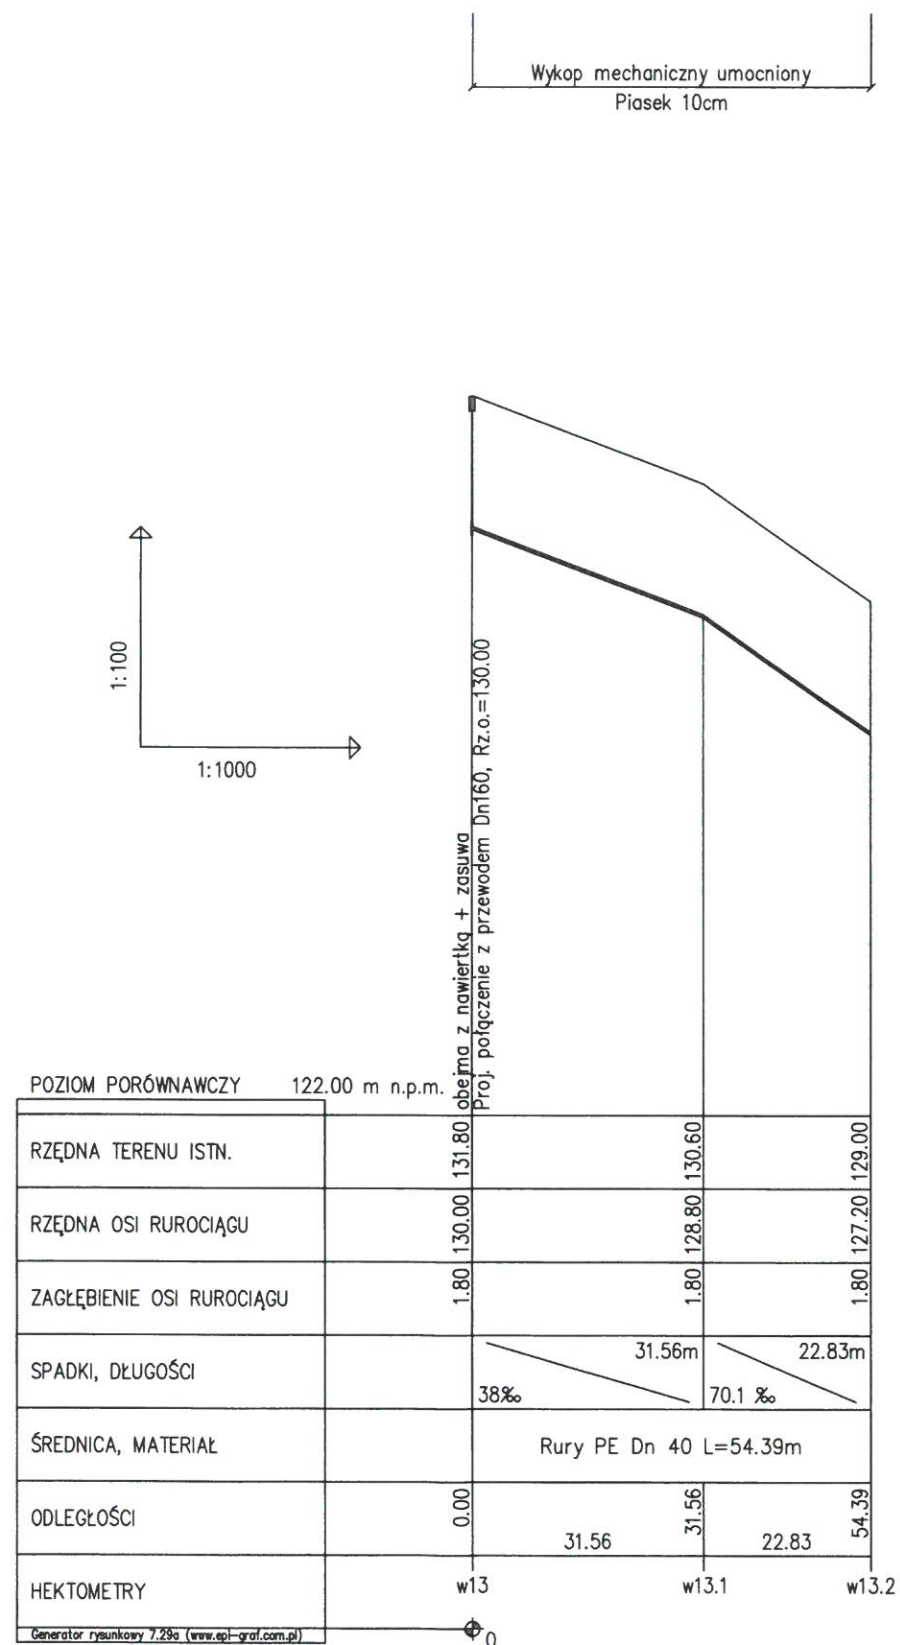 Wykop mechaniczny umocniony
Piasek 10cm
1:100
1:1000
obejma z nawiertką + zasuwa
Proj. połączenie z przewodem Dn160, Rz.o.=130.00
POZIOM PORÓWNAWCZY 122.00 m n.p.m.
RZĘDNA TERENU ISTN. 131.80 130.60 129.00
RZĘDNA OSI RUROCIĄGU 130.00 128.80 127.20
ZAGŁĘBIENIE OSI RUROCIĄGU 1.80 1.80 1.80
SPADKI, DŁUGOŚCI 38‰ 31.56m 70.1 ‰ 22.83m
ŚREDNICA, MATERIAŁ Rury PE Dn 40 L=54.39m
ODLEGŁOŚCI 0.00 31.56 31.56 22.83 54.39
HEKTOMETRY w13 w13.1 w13.2
Generator rysunkowy 7.29a (www.epi-graf.com.pl)
0